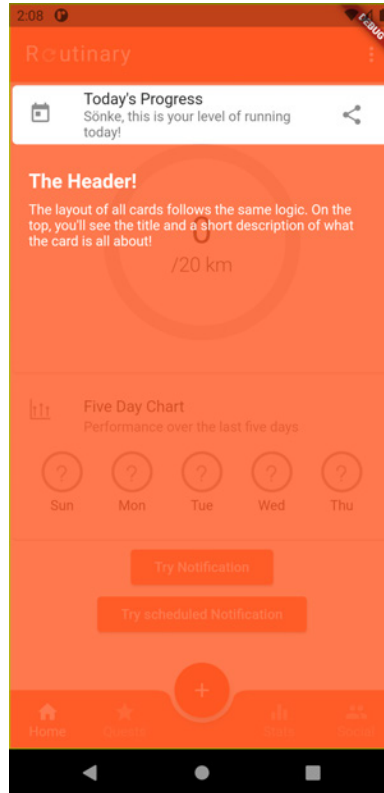 2:08
DEBUG
Routinary
Today's Progress
Sönke, this is your level of running
today!
The Header!
The layout of all cards follows the same logic. On the
top, you'll see the title and a short description of what
the card is all about!
0
/20 km
Five Day Chart
Performance over the last five days
? ? ? ? ?
Sun Mon Tue Wed Thu
Try Notification
Try scheduled Notification
+
Home Quests Stats Social